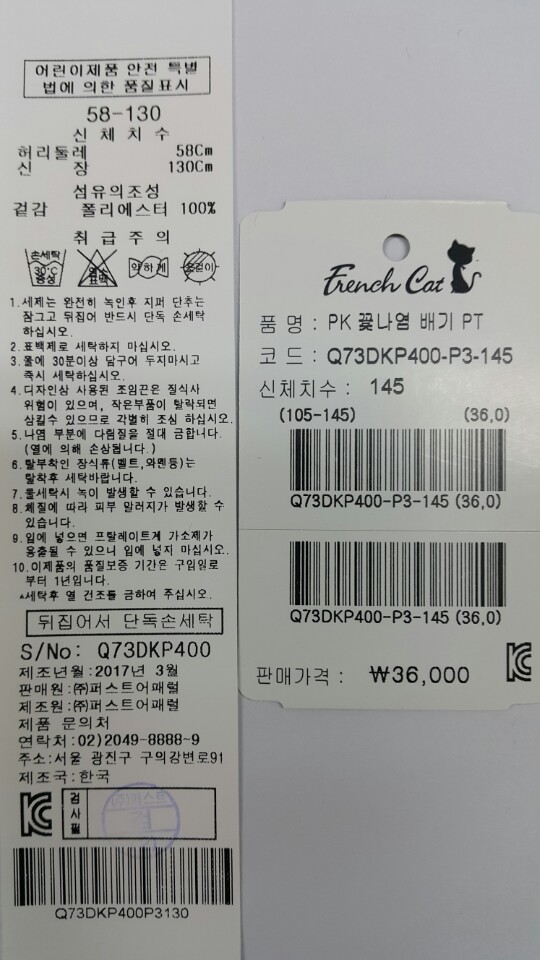 어린이제품 안전 특별
법에 의한 품질표시
58-130
신 체 치 수
허리둘레 58Cm
신 장 130Cm
섬유의조성
겉감 폴리에스터 100%
취 급 주 의
손세탁
30℃
중성
염소
표백
약하게
옷걸이
1.세제는 완전히 녹인후 지퍼 단추는
잠그고 뒤집어 반드시 단독 손세탁
하십시오.
2.표백제로 세탁하지 마십시오.
3.물에 30분이상 담구어 두지마시고
즉시 세탁하십시오.
4.디자인상 사용된 조임끈은 질식사
위험이 있으며, 작은부품이 탈락되면
삼킬수 있으므로 각별히 조심 하십시오.
5.나염 부분에 다림질을 절대 금합니다.
(열에 의해 손상됩니다.)
6.탈부착인 장식류(벨트,와펜등)는
탈착후 세탁바랍니다.
7.물세탁시 녹이 발생할 수 있습니다.
8.체질에 따라 피부 알러지가 발생할 수
있습니다.
9.입에 넣으면 프탈레이트계 가소제가
용출될 수 있으니 입에 넣지 마십시오.
10.이제품의 품질보증 기간은 구입일로
부터 1년입니다.
▲세탁후 열 건조를 금하여 주십시오.
뒤집어서 단독손세탁
S/No: Q73DKP400
제조년월:2017년 3월
판매원:㈜퍼스트어패럴
제조원:㈜퍼스트어패럴
제품 문의처
연락처:02)2049-8888~9
주소:서울 광진구 구의강변로91
제조국:한국
검사필
Q73DKP400P3130
French Cat
품 명 : PK 꽃나염 배기 PT
코 드 : Q73DKP400-P3-145
신체치수 : 145
(105-145) (36,0)
Q73DKP400-P3-145 (36,0)
Q73DKP400-P3-145 (36,0)
판매가격 : ₩36,000